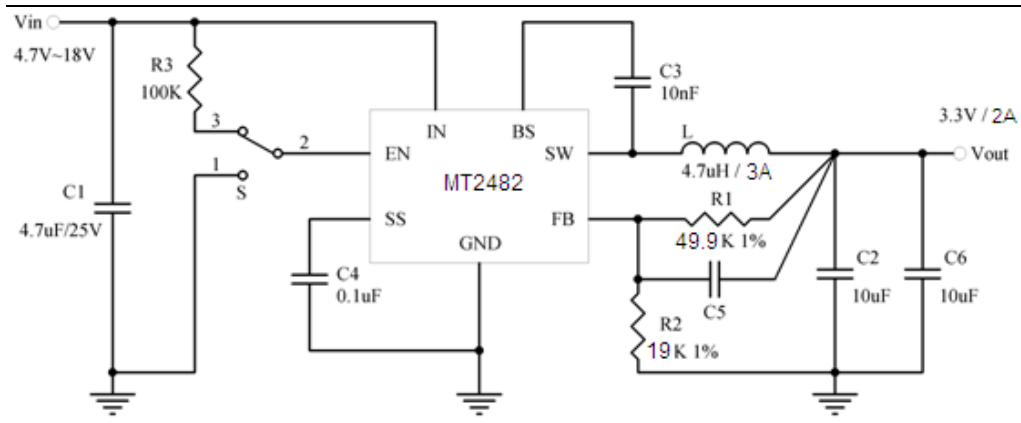 Vin
4.7V~18V
R3
100K
3
2
1
S
C1
4.7uF/25V
IN
BS
EN
SW
MT2482
SS
FB
GND
C4
0.1uF
C3
10nF
L
4.7uH / 3A
R1
49.9 K 1%
C5
R2
19 K 1%
C2
10uF
C6
10uF
3.3V / 2A
Vout